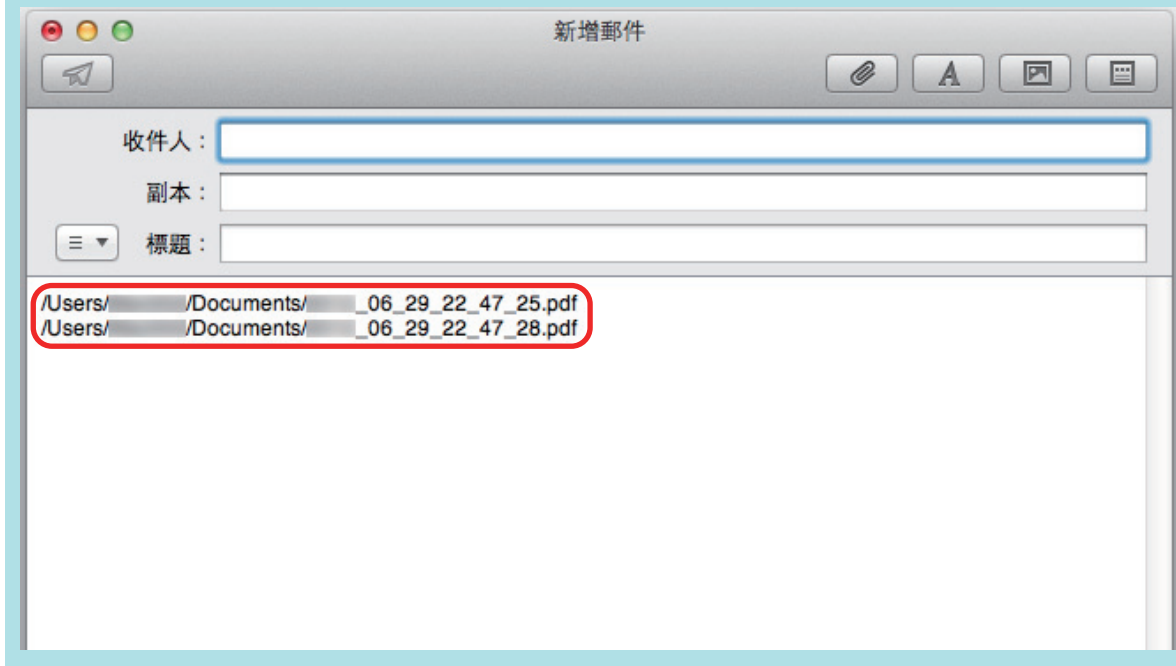 新增郵件
收件人：
副本：
標題：
/Users/ /Documents/ _06_29_22_47_25.pdf
/Users/ /Documents/ _06_29_22_47_28.pdf